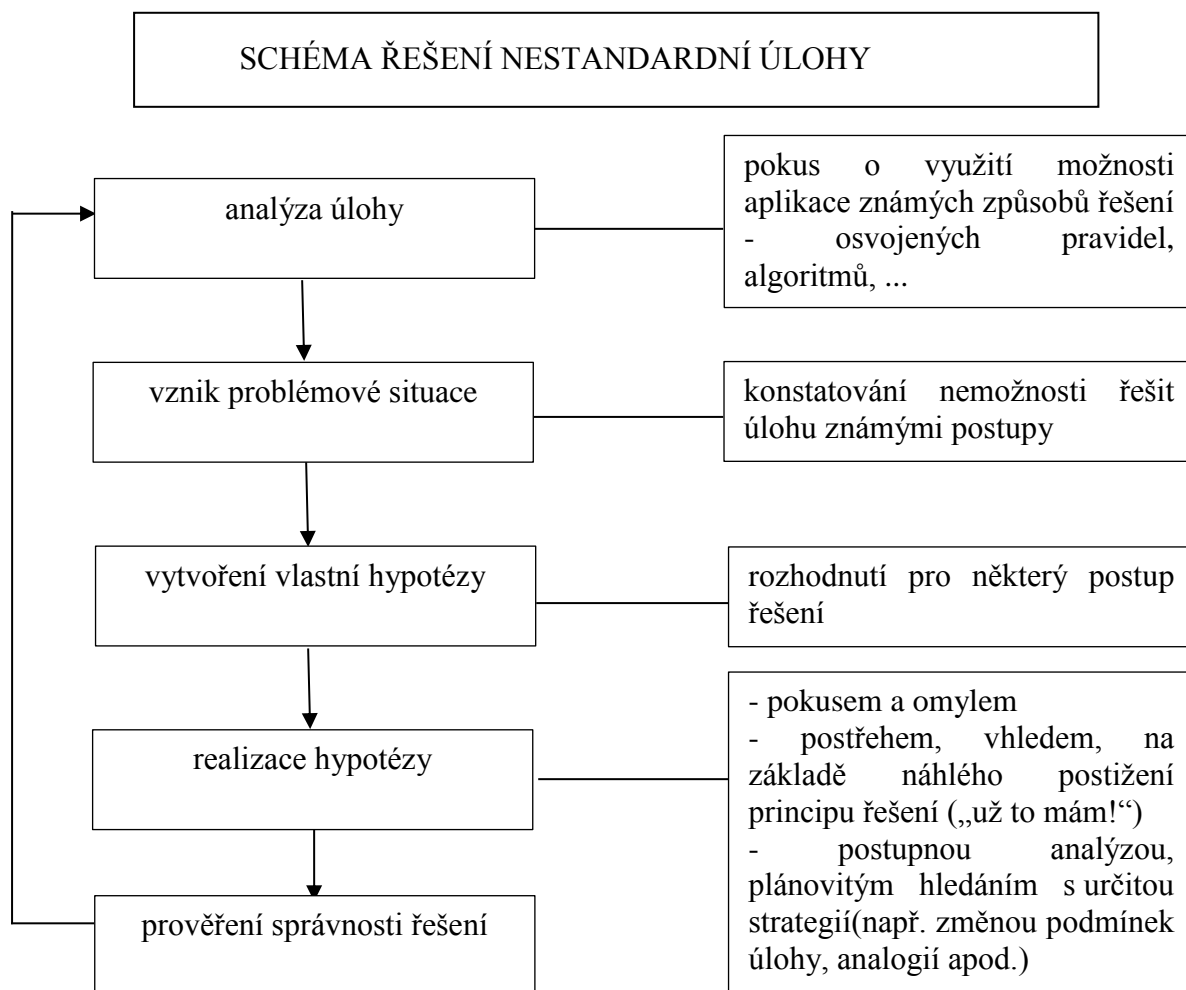 SCHÉMA ŘEŠENÍ NESTANDARDNÍ ÚLOHY
analýza úlohy
pokus o využití možnosti
aplikace známých způsobů řešení
- osvojených pravidel,
algoritmů, ...
vznik problémové situace
konstatování nemožnosti řešit
úlohu známými postupy
vytvoření vlastní hypotézy
rozhodnutí pro některý postup
řešení
realizace hypotézy
- pokusem a omylem
- postřehem, vhledem, na
základě náhlého postižení
principu řešení („už to mám!“)
- postupnou analýzou,
plánovitým hledáním s určitou
strategií(např. změnou podmínek
úlohy, analogií apod.)
prověření správnosti řešení